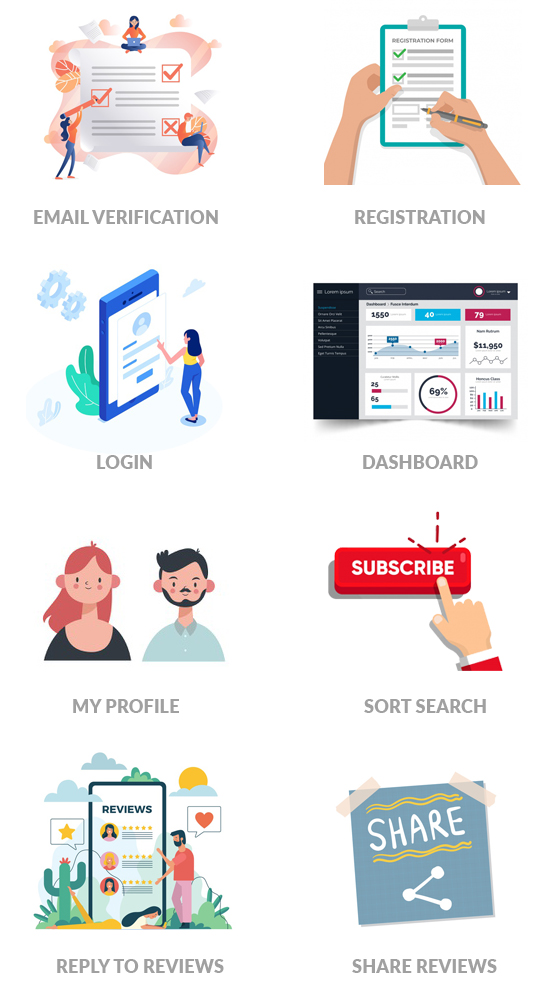 REGISTRATION FORM
EMAIL VERIFICATION
REGISTRATION
Lorem ipsum
Search
Dashboard | Fusce Interdum
1550
40
79
Nam Rutrum
$11,950
25
65
69%
LOGIN
DASHBOARD
SUBSCRIBE
MY PROFILE
SORT SEARCH
REVIEWS
SHARE
REPLY TO REVIEWS
SHARE REVIEWS